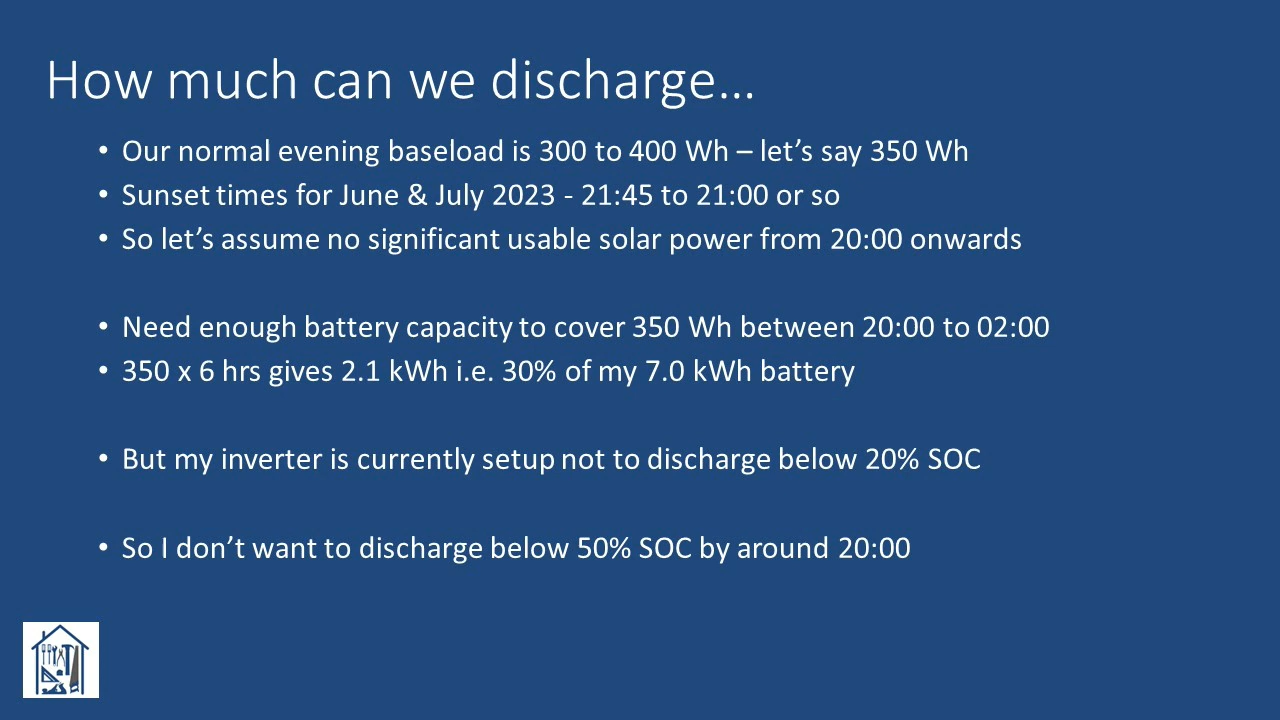 How much can we discharge...
• Our normal evening baseload is 300 to 400 Wh – let’s say 350 Wh
• Sunset times for June & July 2023 - 21:45 to 21:00 or so
• So let’s assume no significant usable solar power from 20:00 onwards
• Need enough battery capacity to cover 350 Wh between 20:00 to 02:00
• 350 x 6 hrs gives 2.1 kWh i.e. 30% of my 7.0 kWh battery
• But my inverter is currently setup not to discharge below 20% SOC
• So I don’t want to discharge below 50% SOC by around 20:00